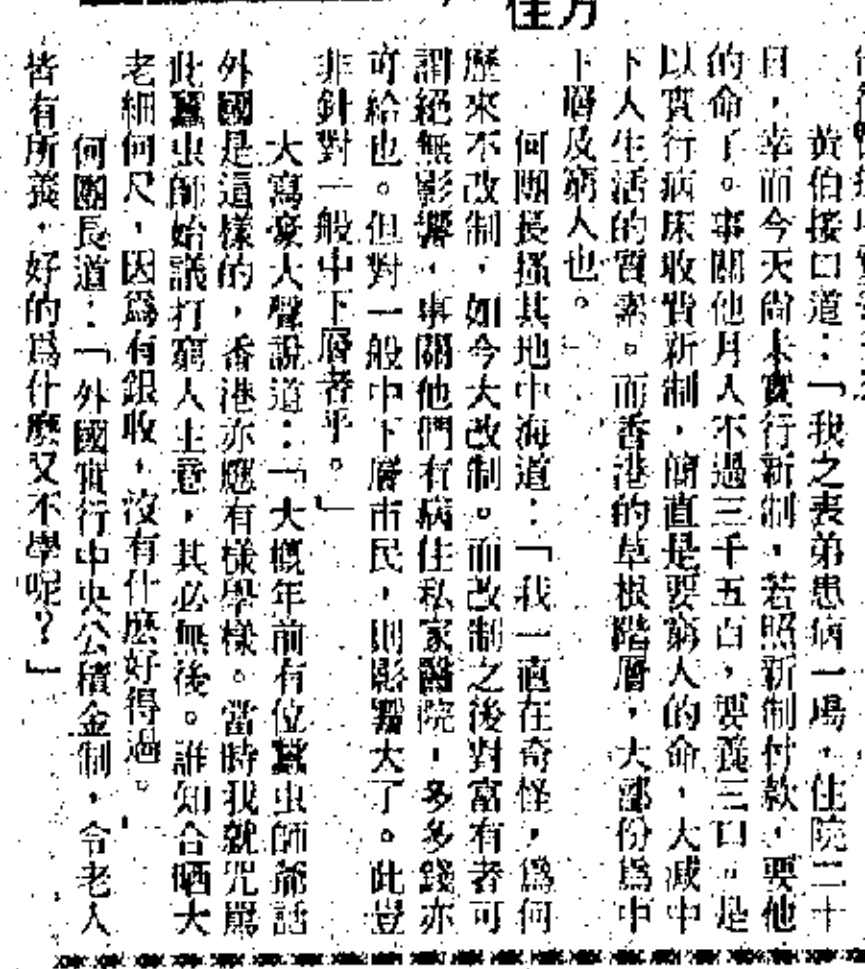 佳方
黃伯接口道：「我之表弟患病一場，住院二十
日，幸而今天尚未實行新制，若照新制付款，要他
的命了。事關他月入不過三千五百，要養三口。是
以實行病床收費新制，簡直是要窮人的命，大減中
下人生活的質素。而香港的草根階層，大部份為中
下層及窮人也。」
何團長搔其地中海道：「我一直在奇怪，為何
歷來不改制，如今大改制。而改制之後對富有者可
謂絕無影響，事關他們有病住私家醫院，多多錢亦
可給也。但對一般中下層市民，則影響大了。此豈
非針對一般中下層者乎。」
大寫豪大聲說道：「大概年前有位蠶虫師爺話
外國是這樣的，香港亦應有樣學樣。當時我就咒罵
此蠶虫師始議打窮人主意，其必無後。誰知合晒大
老細何尺，因為有銀收，沒有什麼好得過。」
何團長道：「外國實行中央公積金制，令老人
皆有所養，好的為什麼又不學呢？」